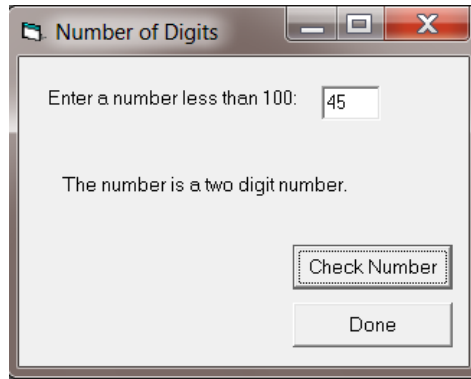 Number of Digits
Enter a number less than 100: 45
The number is a two digit number.
Check Number
Done